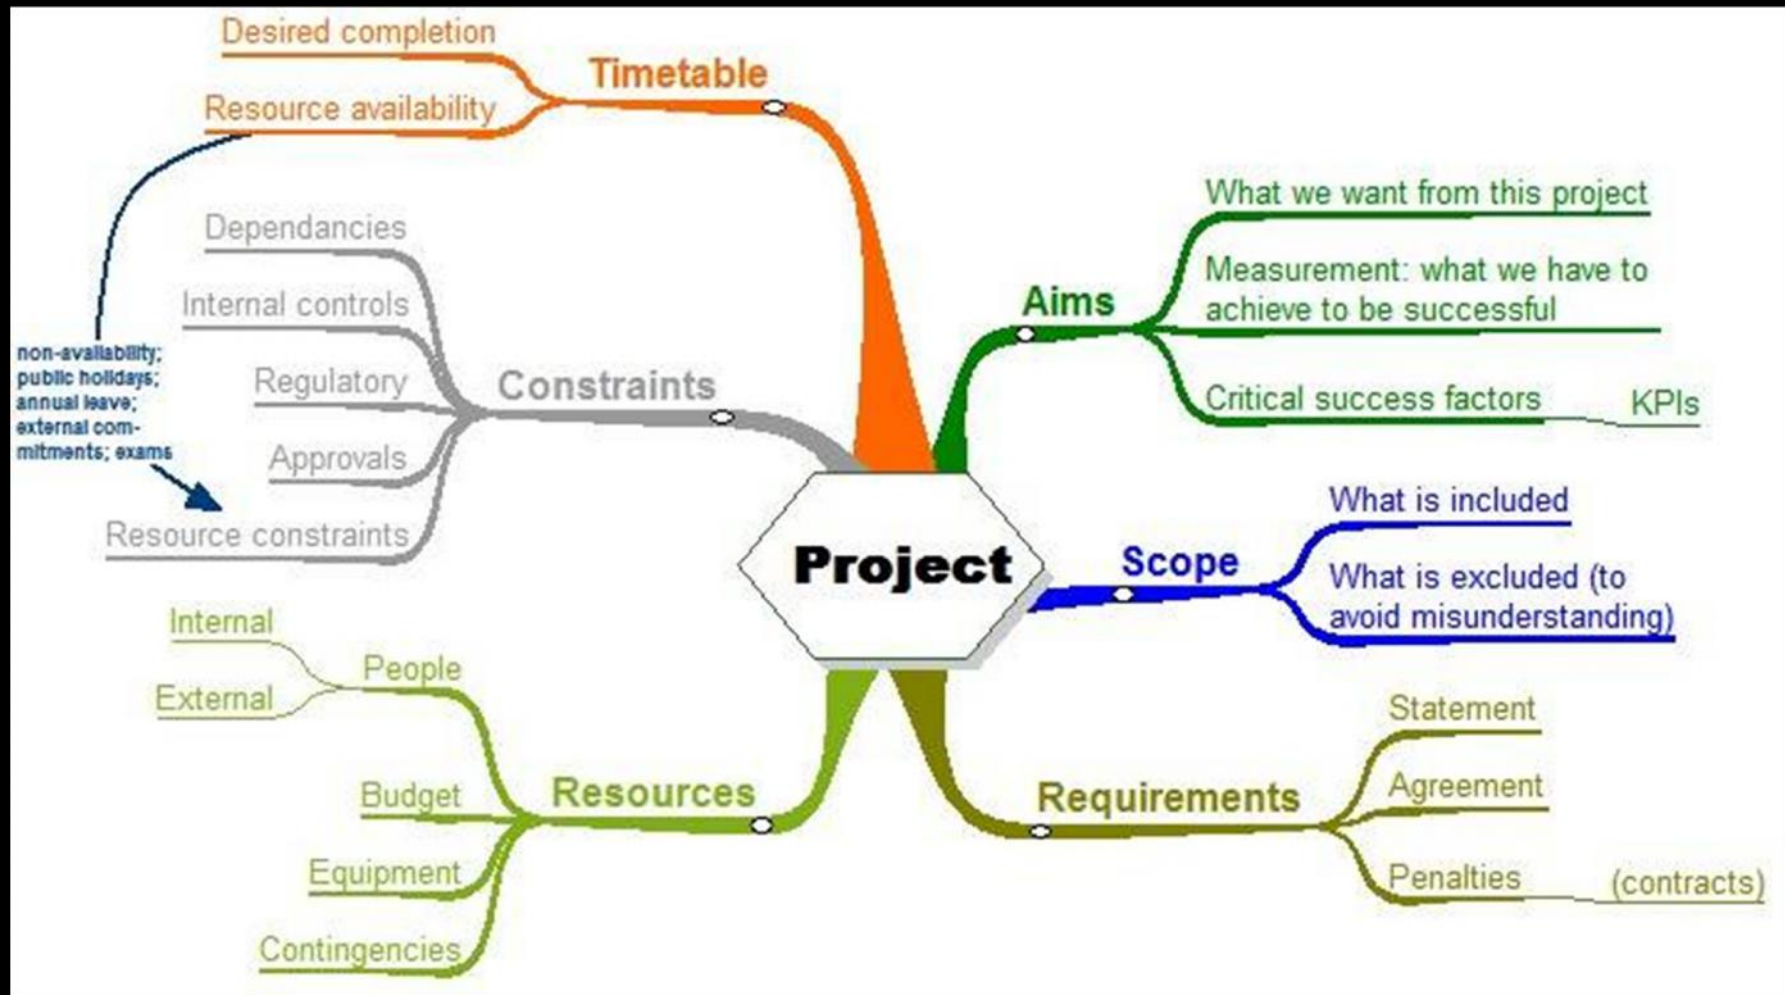 Desired completion
Timetable
Resource availability
non-availability;
public holidays;
annual leave;
external com-
mitments; exams
Dependancies
Internal controls
Regulatory
Constraints
Approvals
Resource constraints
What we want from this project
Measurement: what we have to
achieve to be successful
Aims
Critical success factors
KPIs
Project
What is included
Scope
What is excluded (to
avoid misunderstanding)
Internal
People
External
Budget
Resources
Equipment
Contingencies
Statement
Requirements
Agreement
Penalties
(contracts)